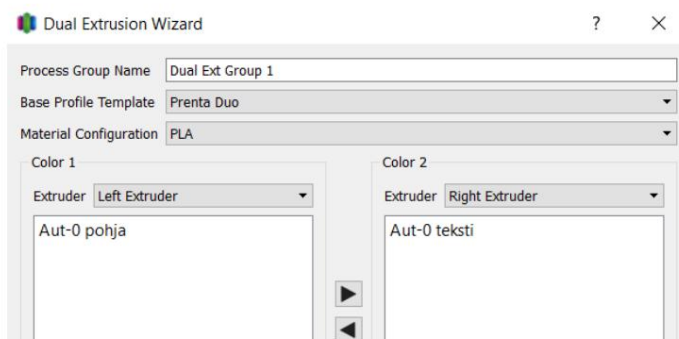 Dual Extrusion Wizard ?
Process Group Name Dual Ext Group 1
Base Profile Template Prenta Duo
Material Configuration PLA
Color 1 Color 2
Extruder Left Extruder Extruder Right Extruder
Aut-0 pohja Aut-0 teksti